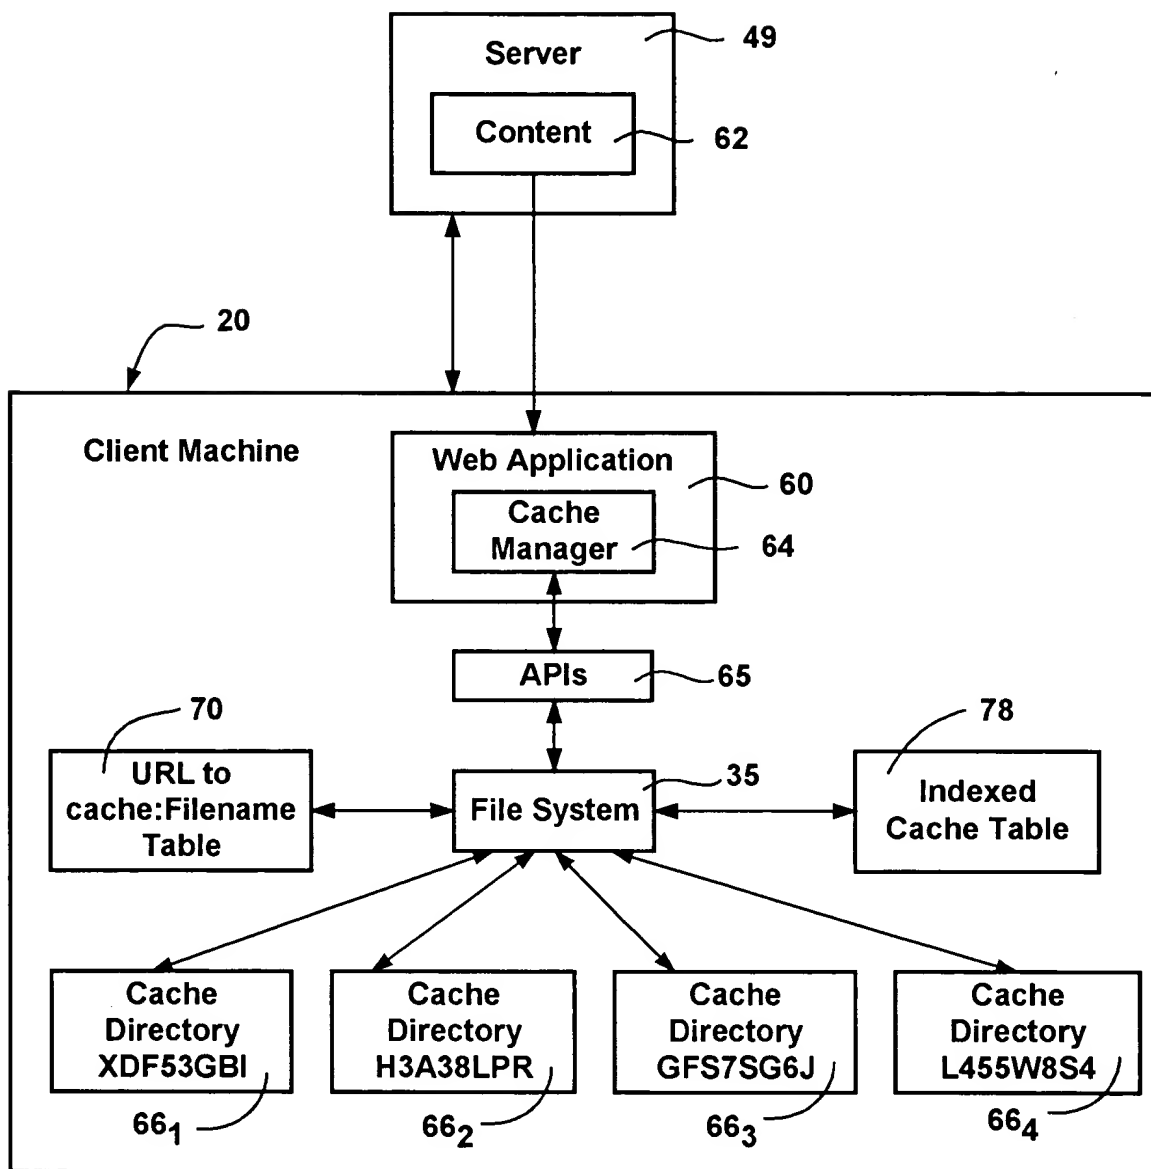 49
Server
Content
62
20
Client Machine
Web Application
60
Cache
Manager
64
APIs
65
70
78
URL to
cache:Filename
Table
35
File System
Indexed
Cache Table
Cache
Directory
XDF53GBI
Cache
Directory
H3A38LPR
Cache
Directory
GFS7SG6J
Cache
Directory
L455W8S4
66₁
66₂
66₃
66₄